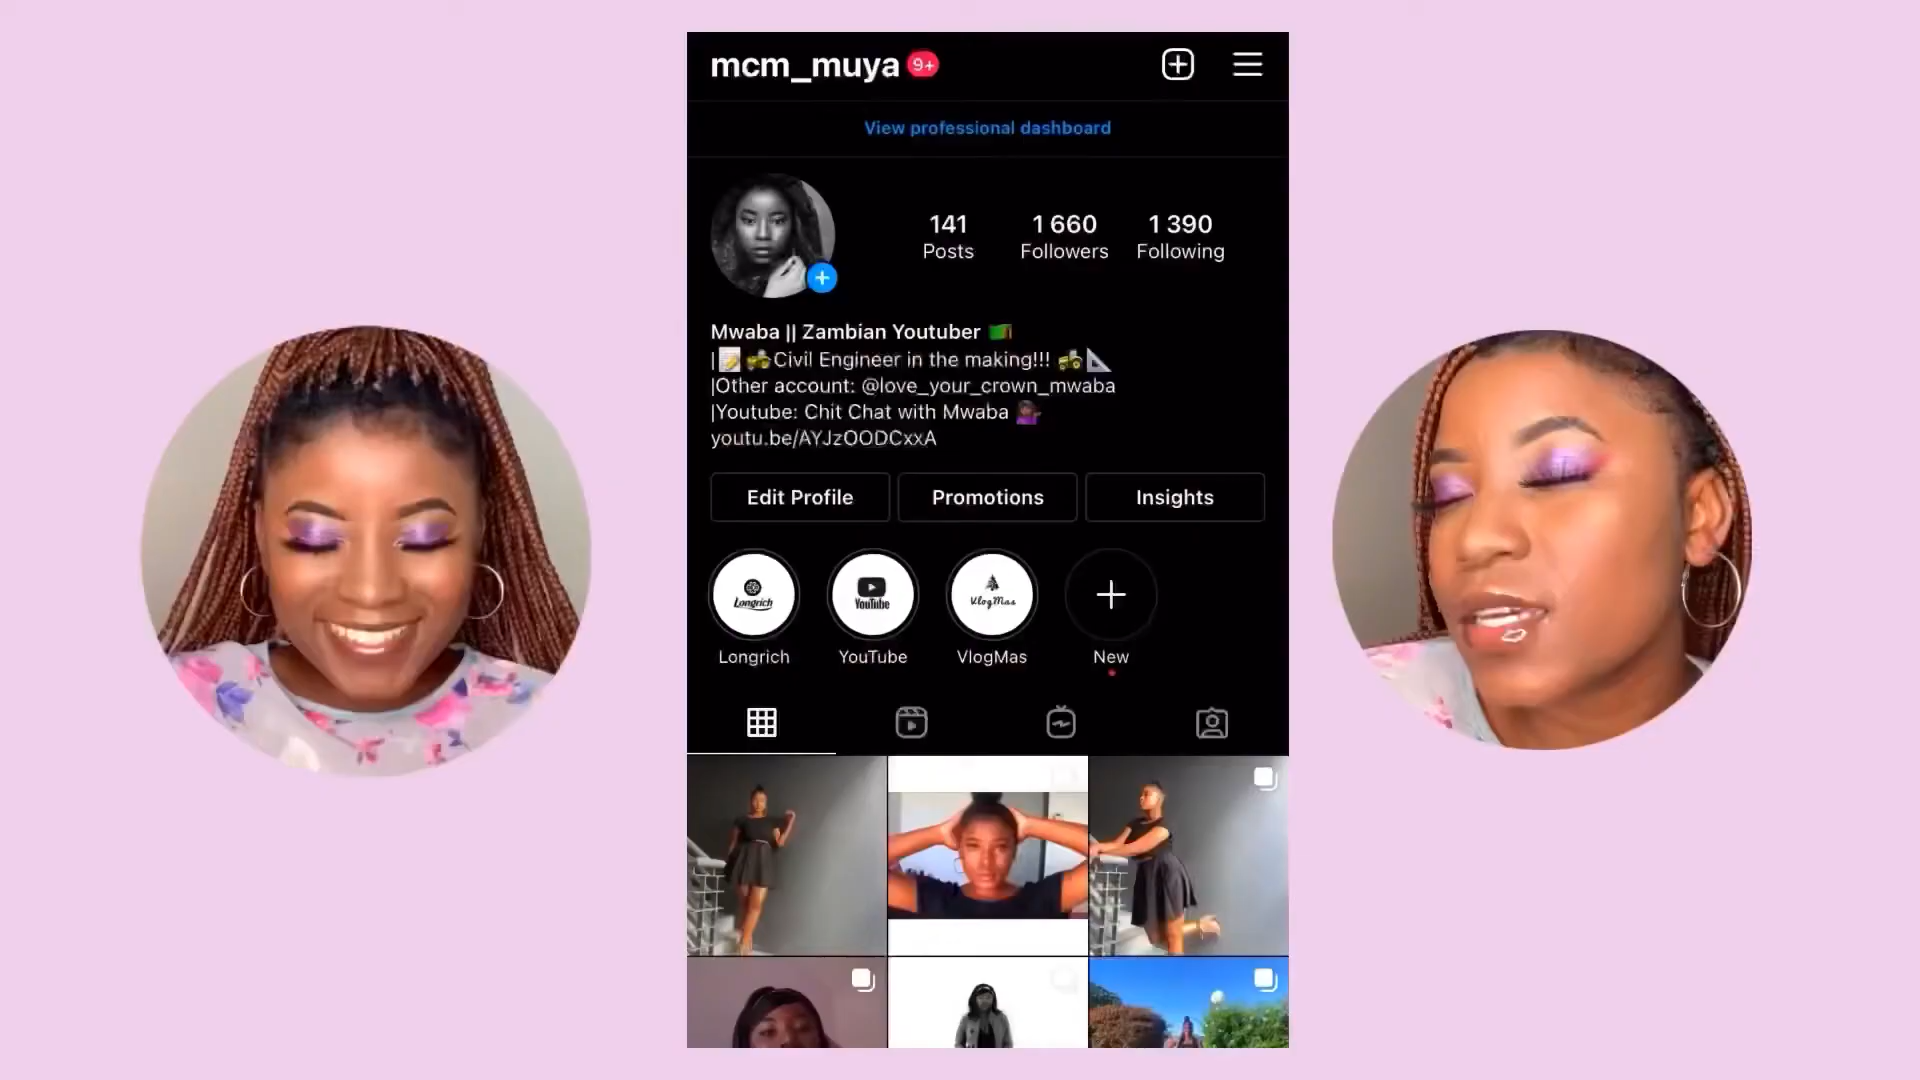 mcm_muya 9+
View professional dashboard
141 1 660 1 390
Posts Followers Following
Mwaba || Zambian Youtuber 🇿🇲
|📝🚜Civil Engineer in the making!!! 🚜📐
|Other account: @love_your_crown_mwaba
|Youtube: Chit Chat with Mwaba 💁🏿‍♀️
youtu.be/AYJzOODCxxA
Edit Profile Promotions Insights
Longrich YouTube VlogMas
Longrich YouTube VlogMas New